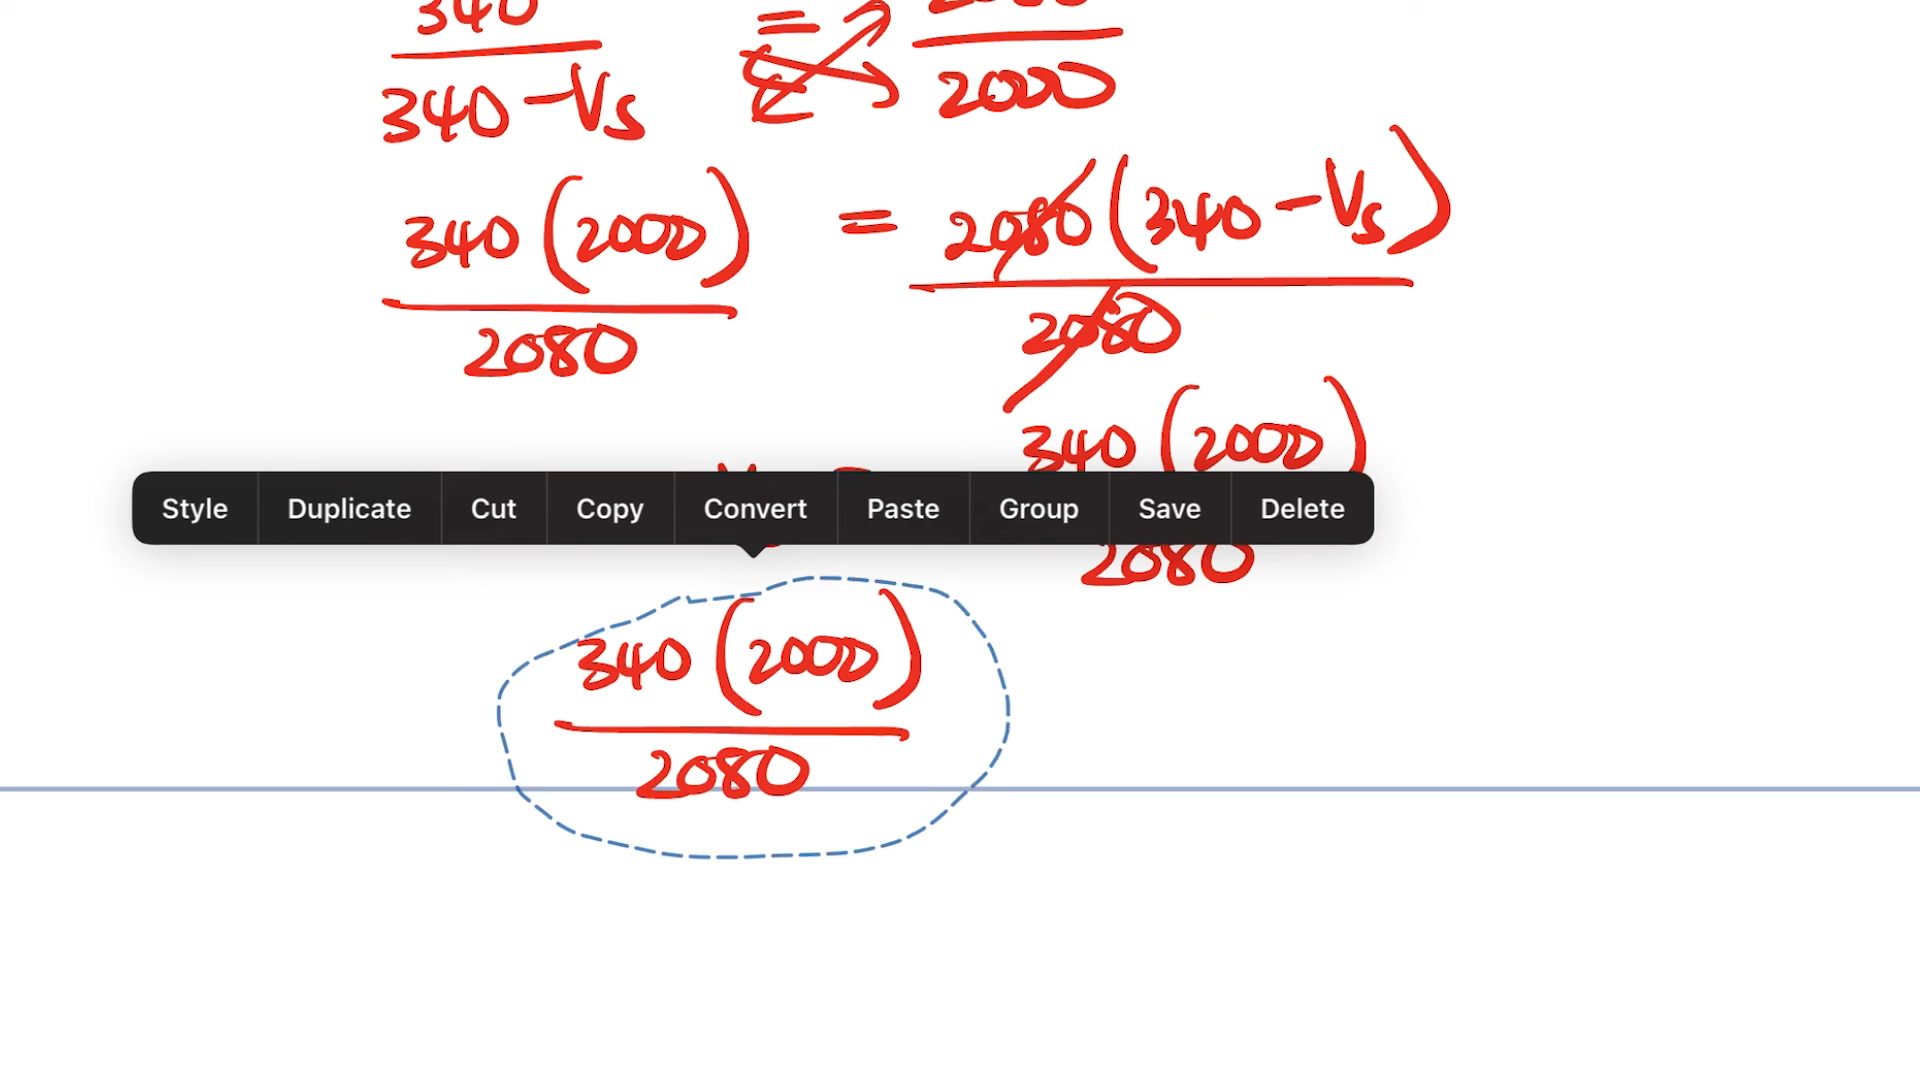 340 = 
340 - Vs 2000
340 (2000) = 2080 (340 - Vs)
2080 2080
340 (2000)
Style Duplicate Cut Copy Convert Paste Group Save Delete
2080
340 (2000)
2080